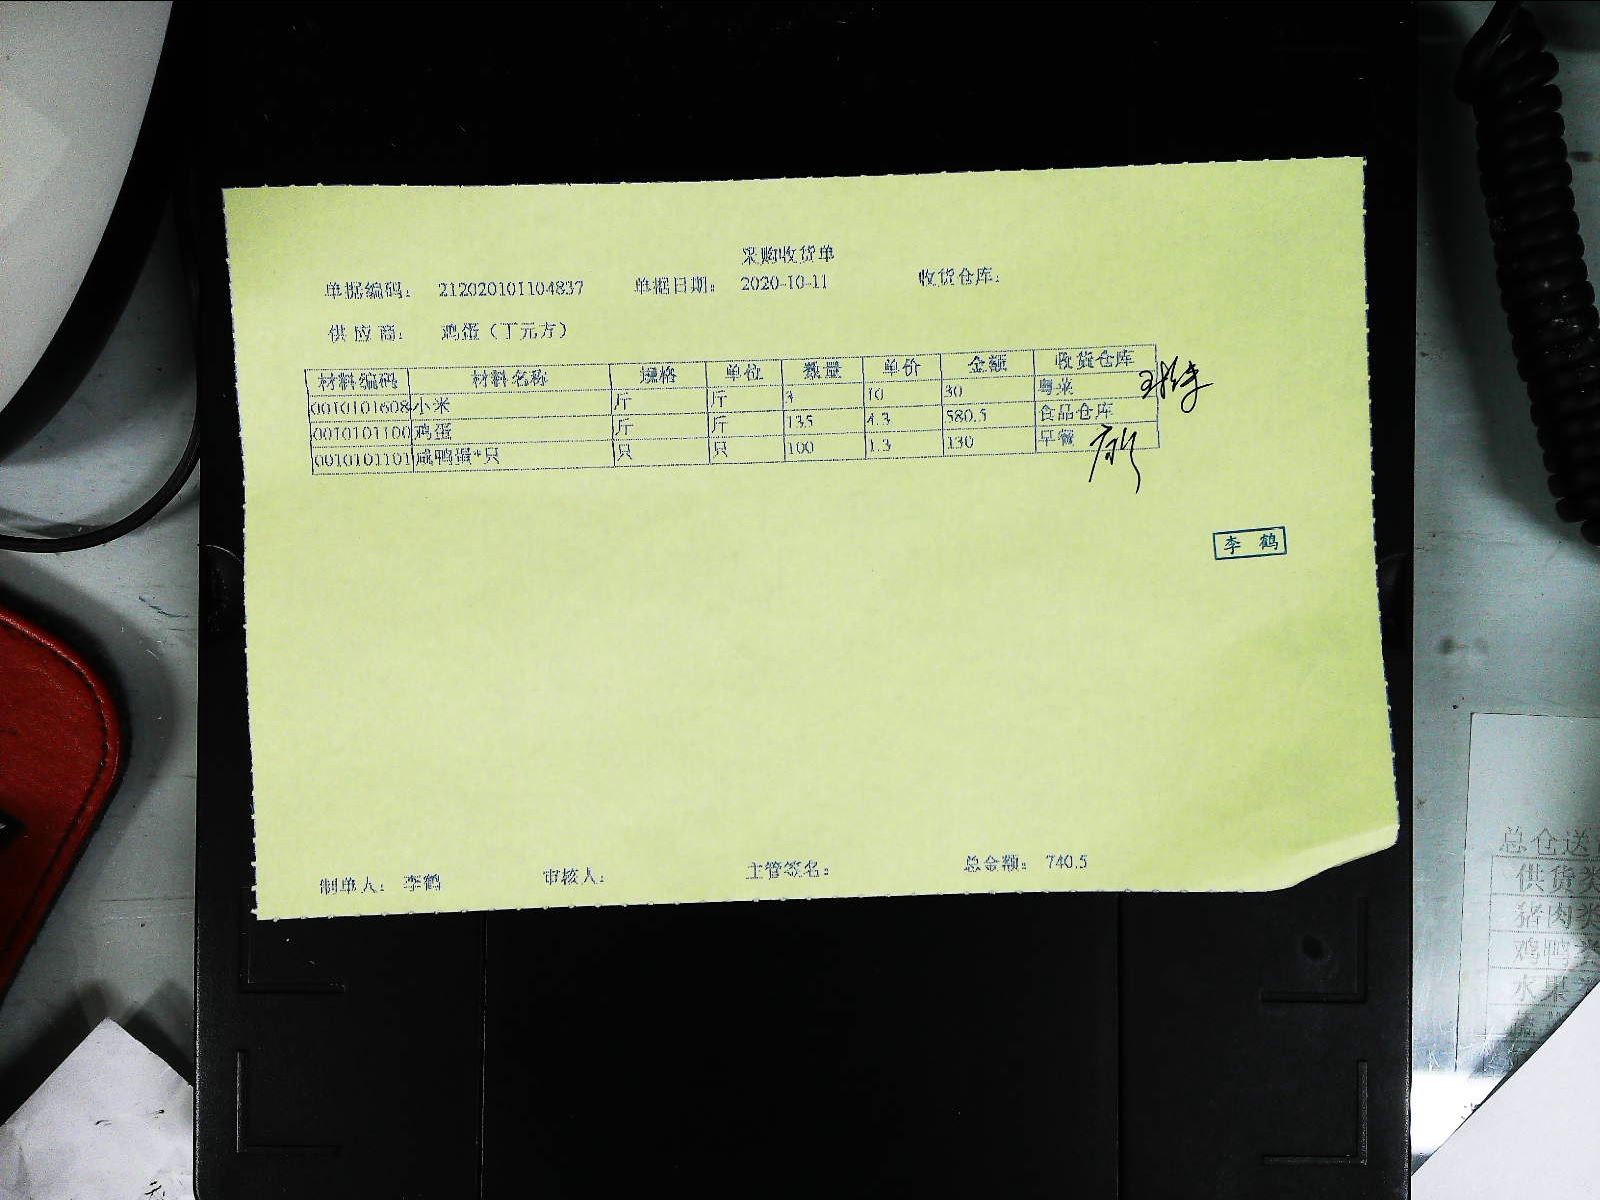 采购收货单
单据编码： 212020101104837 单据日期： 2020-10-11 收货仓库：
供 应 商： 鸡蛋（丁元方）
材料编码 材料名称 规格 单位 数量 单价 金额 收货仓库
0010101608 小米 斤 斤 3 10 30 粤菜
0010101100 鸡蛋 斤 斤 135 4.3 580.5 食品仓库
0010101101 咸鸭蛋*只 只 只 100 1.3 130 早餐
李 鹤
制单人： 李鹤 审核人： 主管签名： 总金额： 740.5
总仓送
供货类
猪肉类
鸡鸭类
水果